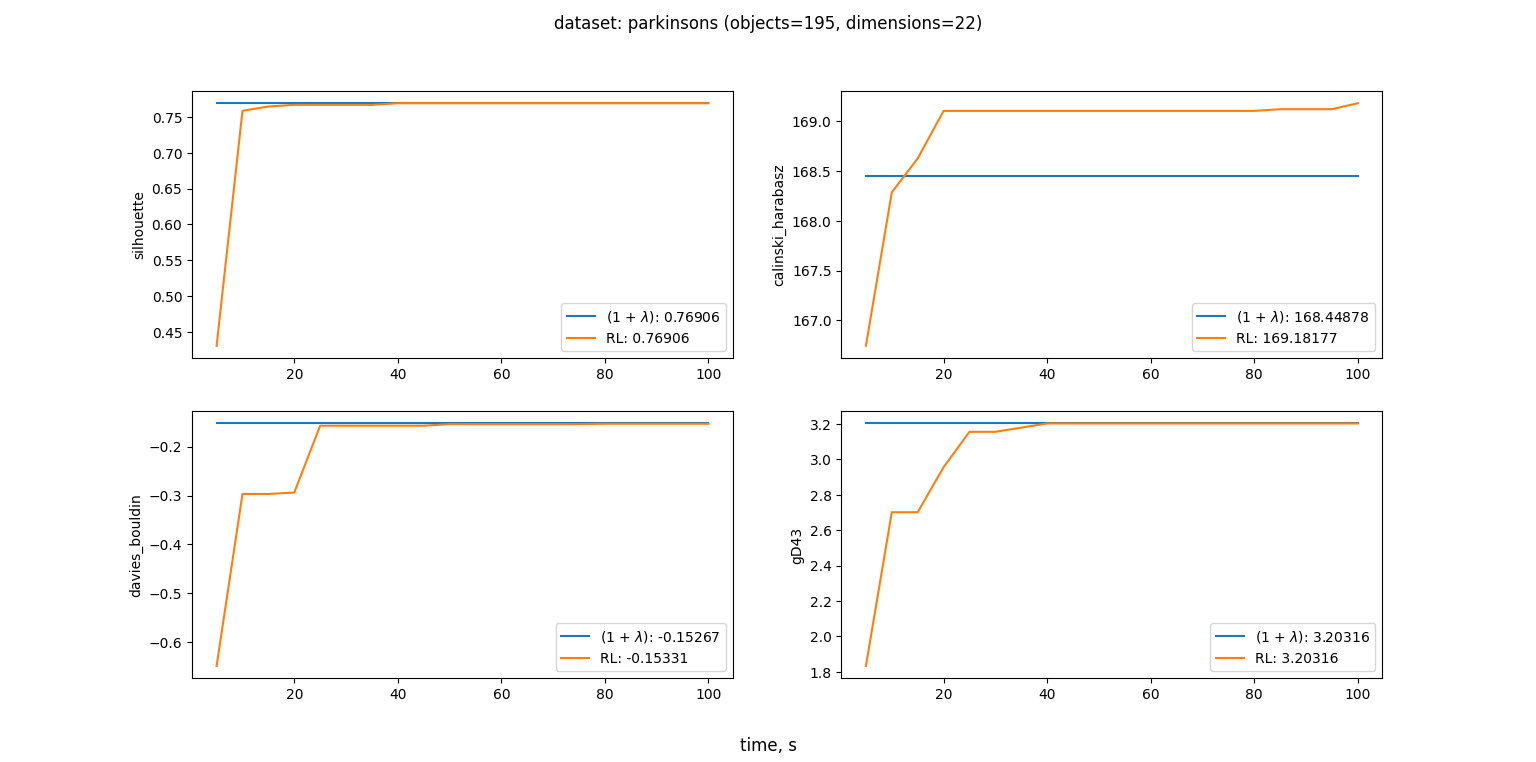 dataset: parkinsons (objects=195, dimensions=22)
silhouette
0.75
0.70
0.65
0.60
0.55
0.50
0.45
(1 + λ): 0.76906
RL: 0.76906
20 40 60 80 100
calinski_harabasz
169.0
168.5
168.0
167.5
167.0
(1 + λ): 168.44878
RL: 169.18177
20 40 60 80 100
davies_bouldin
−0.2
−0.3
−0.4
−0.5
−0.6
(1 + λ): -0.15267
RL: -0.15331
20 40 60 80 100
gD43
3.2
3.0
2.8
2.6
2.4
2.2
2.0
1.8
(1 + λ): 3.20316
RL: 3.20316
20 40 60 80 100
time, s